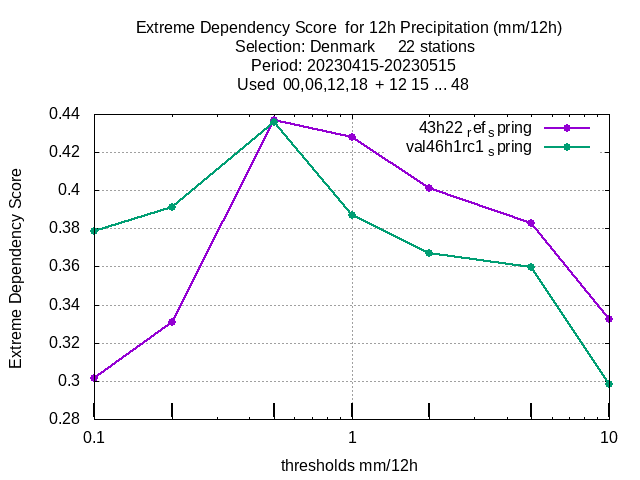 Extreme Dependency Score  for 12h Precipitation (mm/12h)
Selection: Denmark     22 stations
Period: 20230415-20230515
Used  00,06,12,18  + 12 15 ... 48
43h22 ref spring
val46h1rc1 spring
Extreme Dependency Score
0.44
0.42
0.4
0.38
0.36
0.34
0.32
0.3
0.28
0.1
1
10
thresholds mm/12h